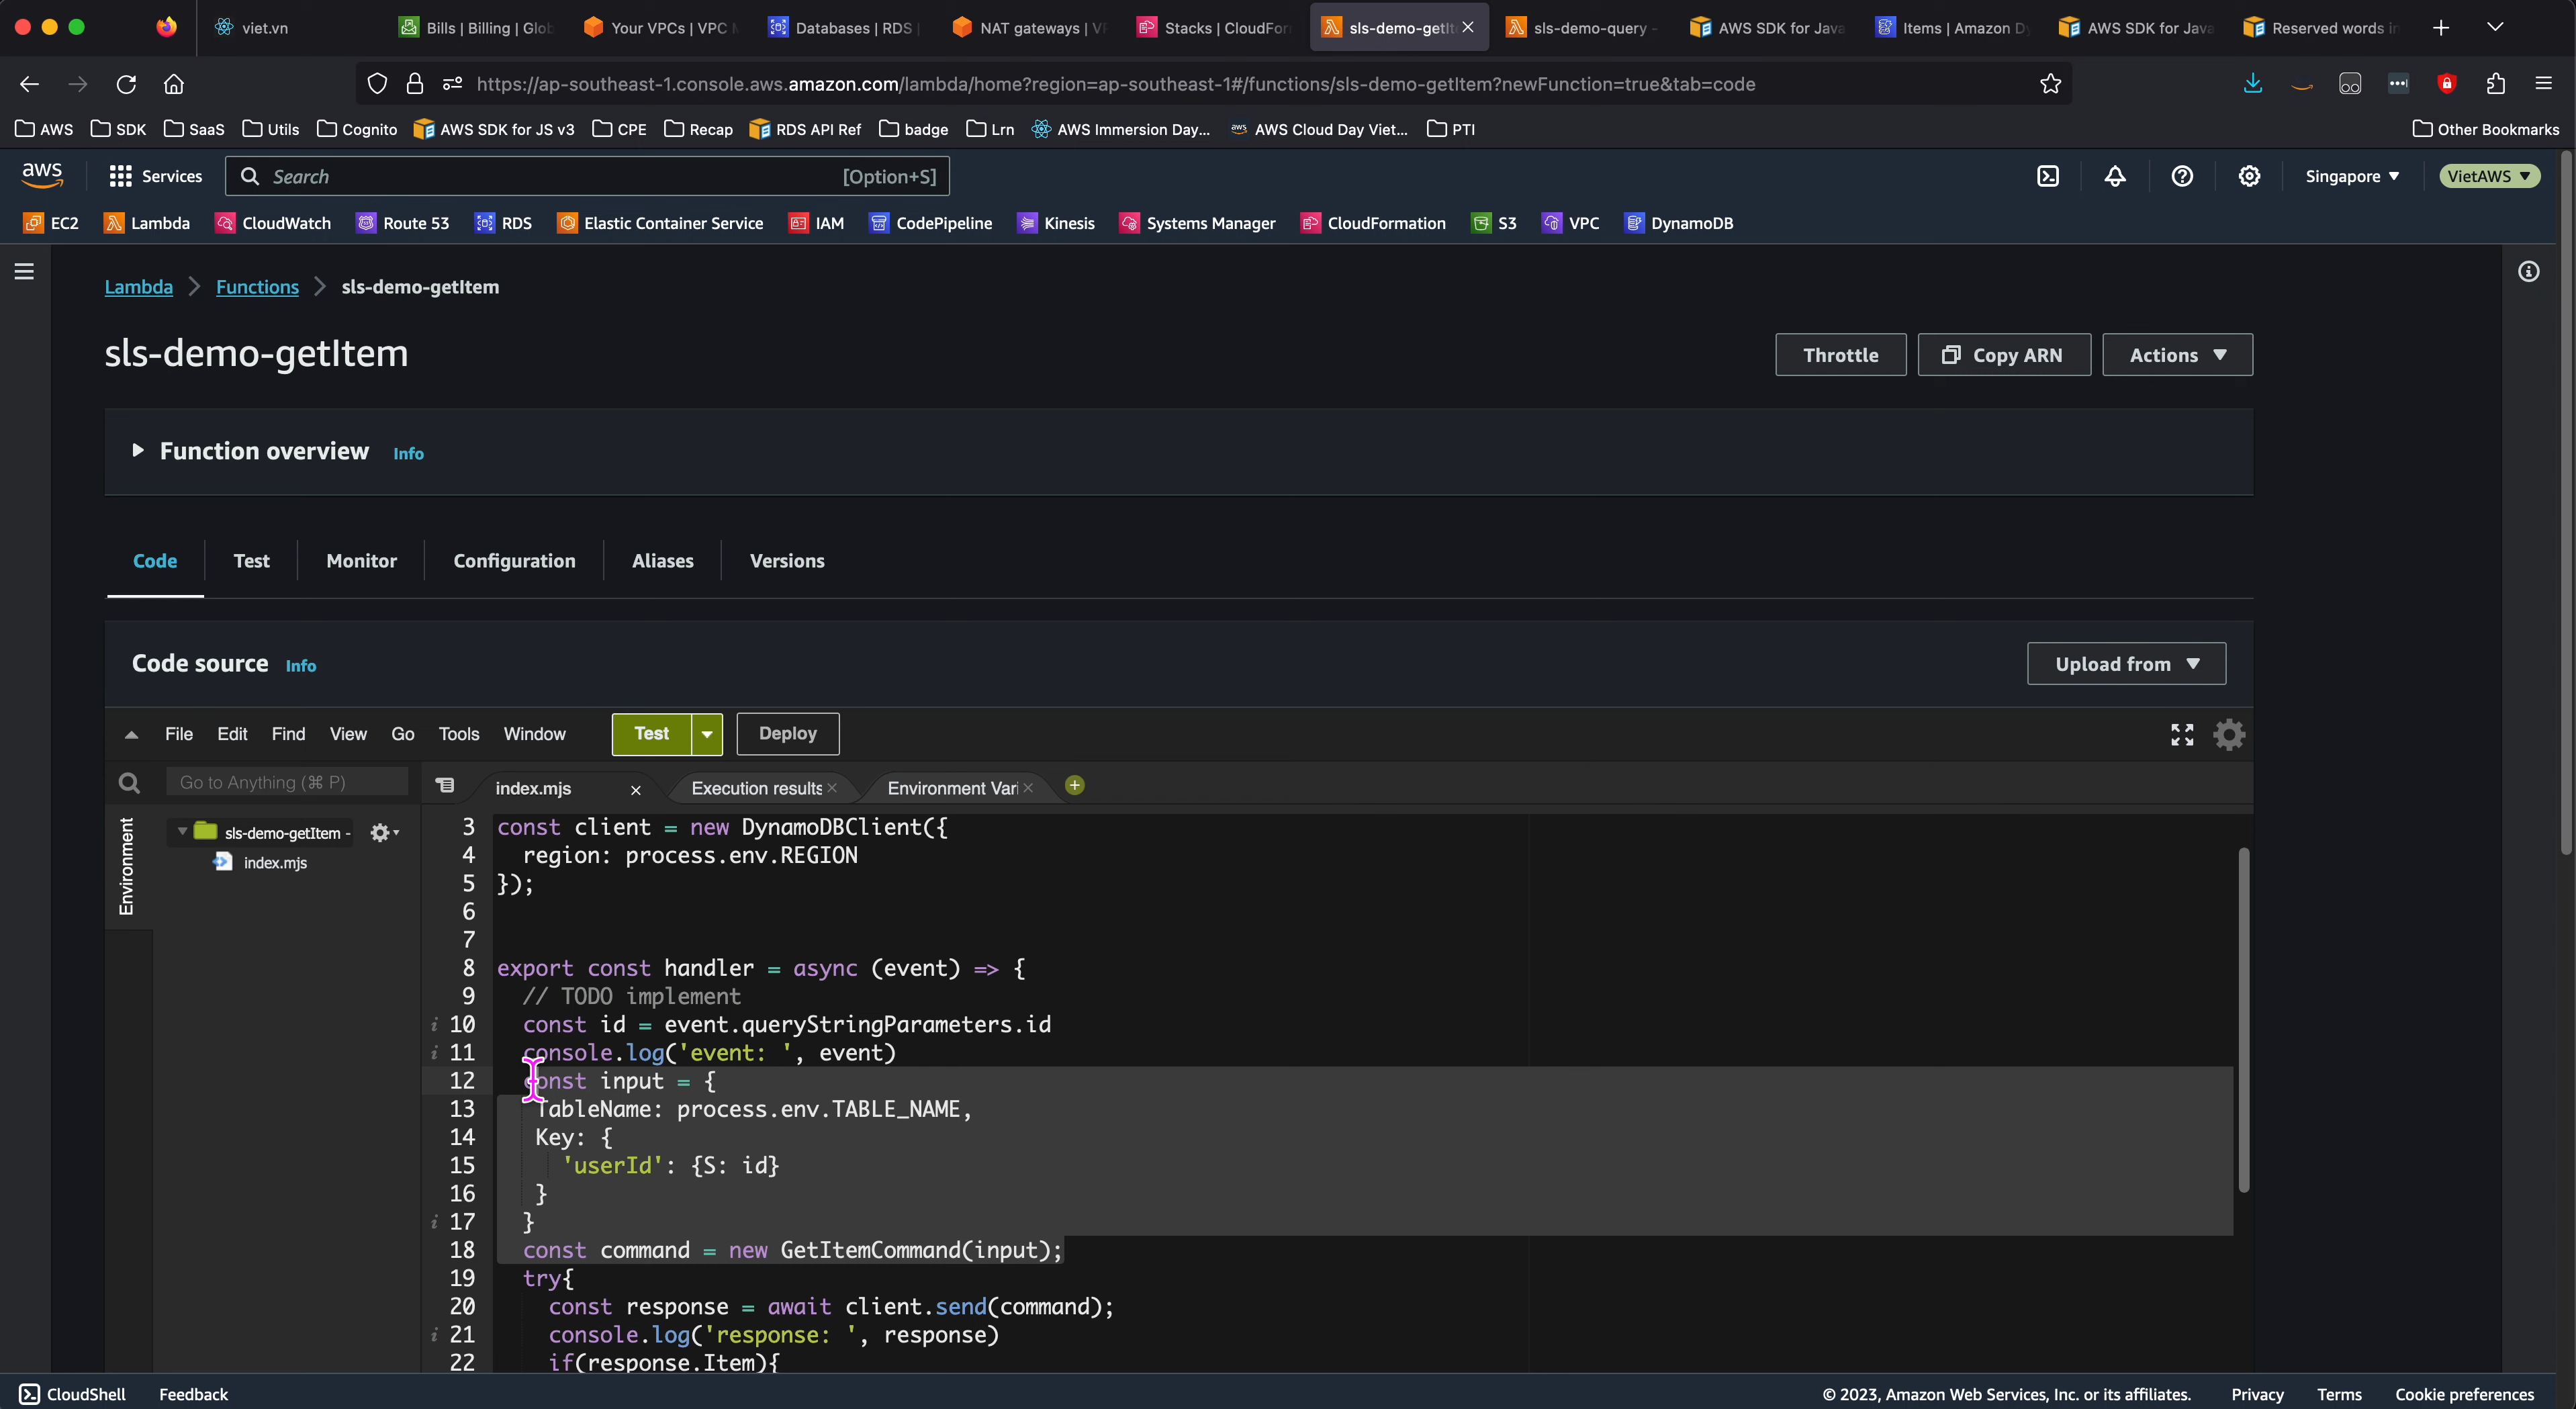 viet.vn
Bills | Billing | Glob
Your VPCs | VPC M
Databases | RDS |
NAT gateways | VP
Stacks | CloudForm
sls-demo-getIt
sls-demo-query -
AWS SDK for Java
Items | Amazon Dy
AWS SDK for Java
Reserved words in
https://ap-southeast-1.console.aws.amazon.com/lambda/home?region=ap-southeast-1#/functions/sls-demo-getItem?newFunction=true&tab=code
AWS
SDK
SaaS
Utils
Cognito
AWS SDK for JS v3
CPE
Recap
RDS API Ref
badge
Lrn
AWS Immersion Day...
aws
AWS Cloud Day Viet...
PTI
Other Bookmarks
aws
Services
Search
[Option+S]
Singapore
VietAWS
EC2
Lambda
CloudWatch
Route 53
RDS
Elastic Container Service
IAM
CodePipeline
Kinesis
Systems Manager
CloudFormation
S3
VPC
DynamoDB
Lambda
Functions
sls-demo-getItem
sls-demo-getItem
Throttle
Copy ARN
Actions
Function overview Info
Code
Test
Monitor
Configuration
Aliases
Versions
Code source Info
Upload from
File
Edit
Find
View
Go
Tools
Window
Test
Deploy
Go to Anything (⌘ P)
index.mjs
Execution results
Environment Vari
Environment
sls-demo-getItem -
index.mjs
3 const client = new DynamoDBClient({
4 region: process.env.REGION
5 });
6
7
8 export const handler = async (event) => {
9 // TODO implement
i 10 const id = event.queryStringParameters.id
i 11 console.log('event: ', event)
12 const input = {
13 TableName: process.env.TABLE_NAME,
14 Key: {
15 'userId': {S: id}
16 }
i 17 }
18 const command = new GetItemCommand(input);
19 try{
20 const response = await client.send(command);
i 21 console.log('response: ', response)
22 if(response.Item){
CloudShell
Feedback
© 2023, Amazon Web Services, Inc. or its affiliates.
Privacy
Terms
Cookie preferences